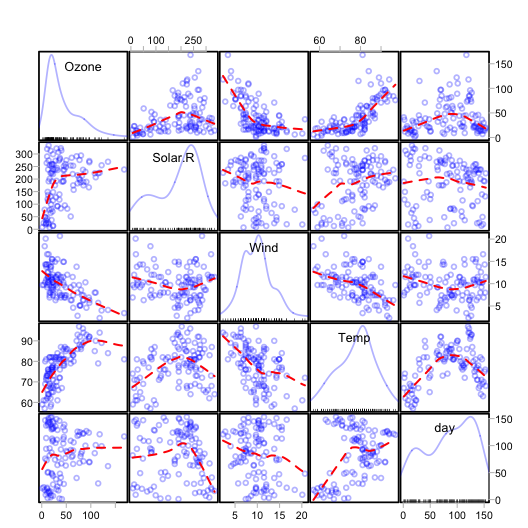 0 100 250 60 80
Ozone
0 50 100 150
Solar.R
0 50 100 150 200 250 300
Wind
5 10 15 20
Temp
60 70 80 90
day
0 50 100 150
0 50 100 5 10 15 20 0 50 100 150